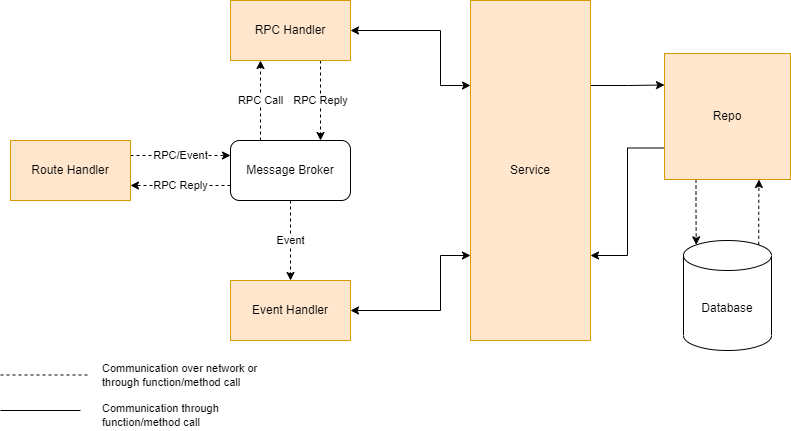 RPC Handler
RPC Call
RPC Reply
Route Handler
RPC/Event
RPC Reply
Message Broker
Event
Event Handler
Service
Repo
Database
Communication over network or
through function/method call
Communication through
function/method call